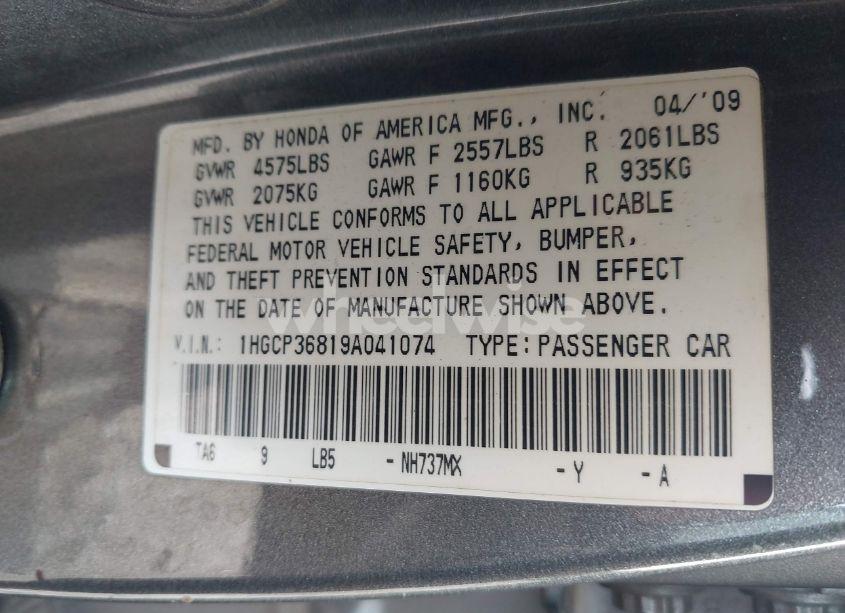 MFD. BY HONDA OF AMERICA MFG., INC. 04/'09
GVWR 4575LBS GAWR F 2557LBS R 2061LBS
GVWR 2075KG GAWR F 1160KG R 935KG
THIS VEHICLE CONFORMS TO ALL APPLICABLE
FEDERAL MOTOR VEHICLE SAFETY, BUMPER,
AND THEFT PREVENTION STANDARDS IN EFFECT
ON THE DATE OF MANUFACTURE SHOWN ABOVE.
wheelwise
V.I.N.: 1HGCP36819A041074 TYPE: PASSENGER CAR
TA6 9 LB5 - NH737MX - Y - A